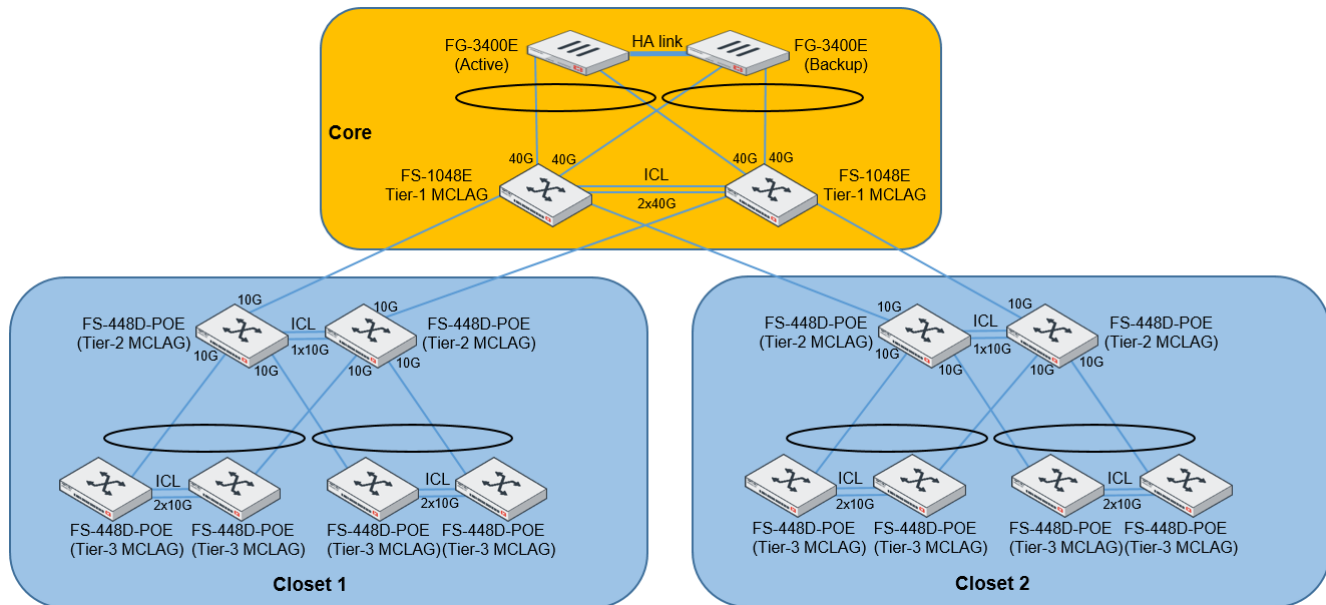 HA link
FG-3400E
(Active)
FG-3400E
(Backup)
Core
40G
40G
40G
40G
FS-1048E
Tier-1 MCLAG
ICL
2x40G
FS-1048E
Tier-1 MCLAG
10G
10G
FS-448D-POE
(Tier-2 MCLAG)
ICL
1x10G
FS-448D-POE
(Tier-2 MCLAG)
10G
10G
10G
10G
ICL
2x10G
ICL
2x10G
FS-448D-POE
(Tier-3 MCLAG)
FS-448D-POE
(Tier-3 MCLAG)
FS-448D-POE
(Tier-3 MCLAG)
FS-448D-POE
(Tier-3 MCLAG)
Closet 1
10G
10G
FS-448D-POE
(Tier-2 MCLAG)
ICL
1x10G
FS-448D-POE
(Tier-2 MCLAG)
10G
10G
10G
10G
ICL
2x10G
ICL
2x10G
FS-448D-POE
(Tier-3 MCLAG)
FS-448D-POE
(Tier-3 MCLAG)
FS-448D-POE
(Tier-3 MCLAG)
FS-448D-POE
(Tier-3 MCLAG)
Closet 2